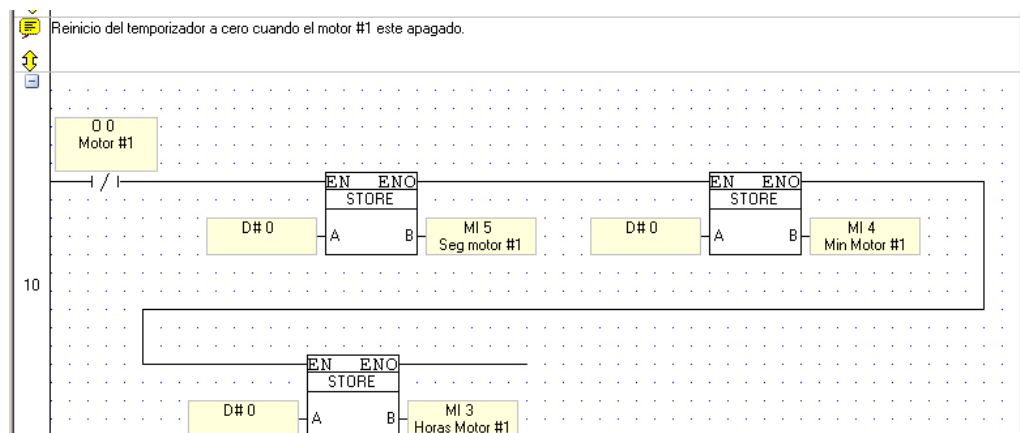 Reinicio del temporizador a cero cuando el motor #1 este apagado.
O 0
Motor #1
EN ENO
STORE
D# 0
A B
MI 5
Seg motor #1
EN ENO
STORE
D# 0
A B
MI 4
Min Motor #1
10
EN ENO
STORE
D# 0
A B
MI 3
Horas Motor #1